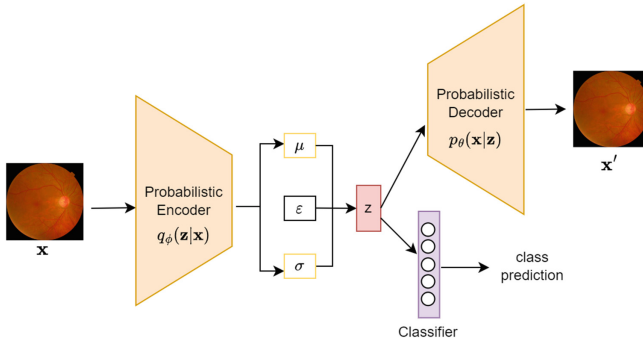 x
Probabilistic
Encoder
qϕ(z|x)
μ
ε
σ
z
Probabilistic
Decoder
pθ(x|z)
x′
Classifier
class
prediction